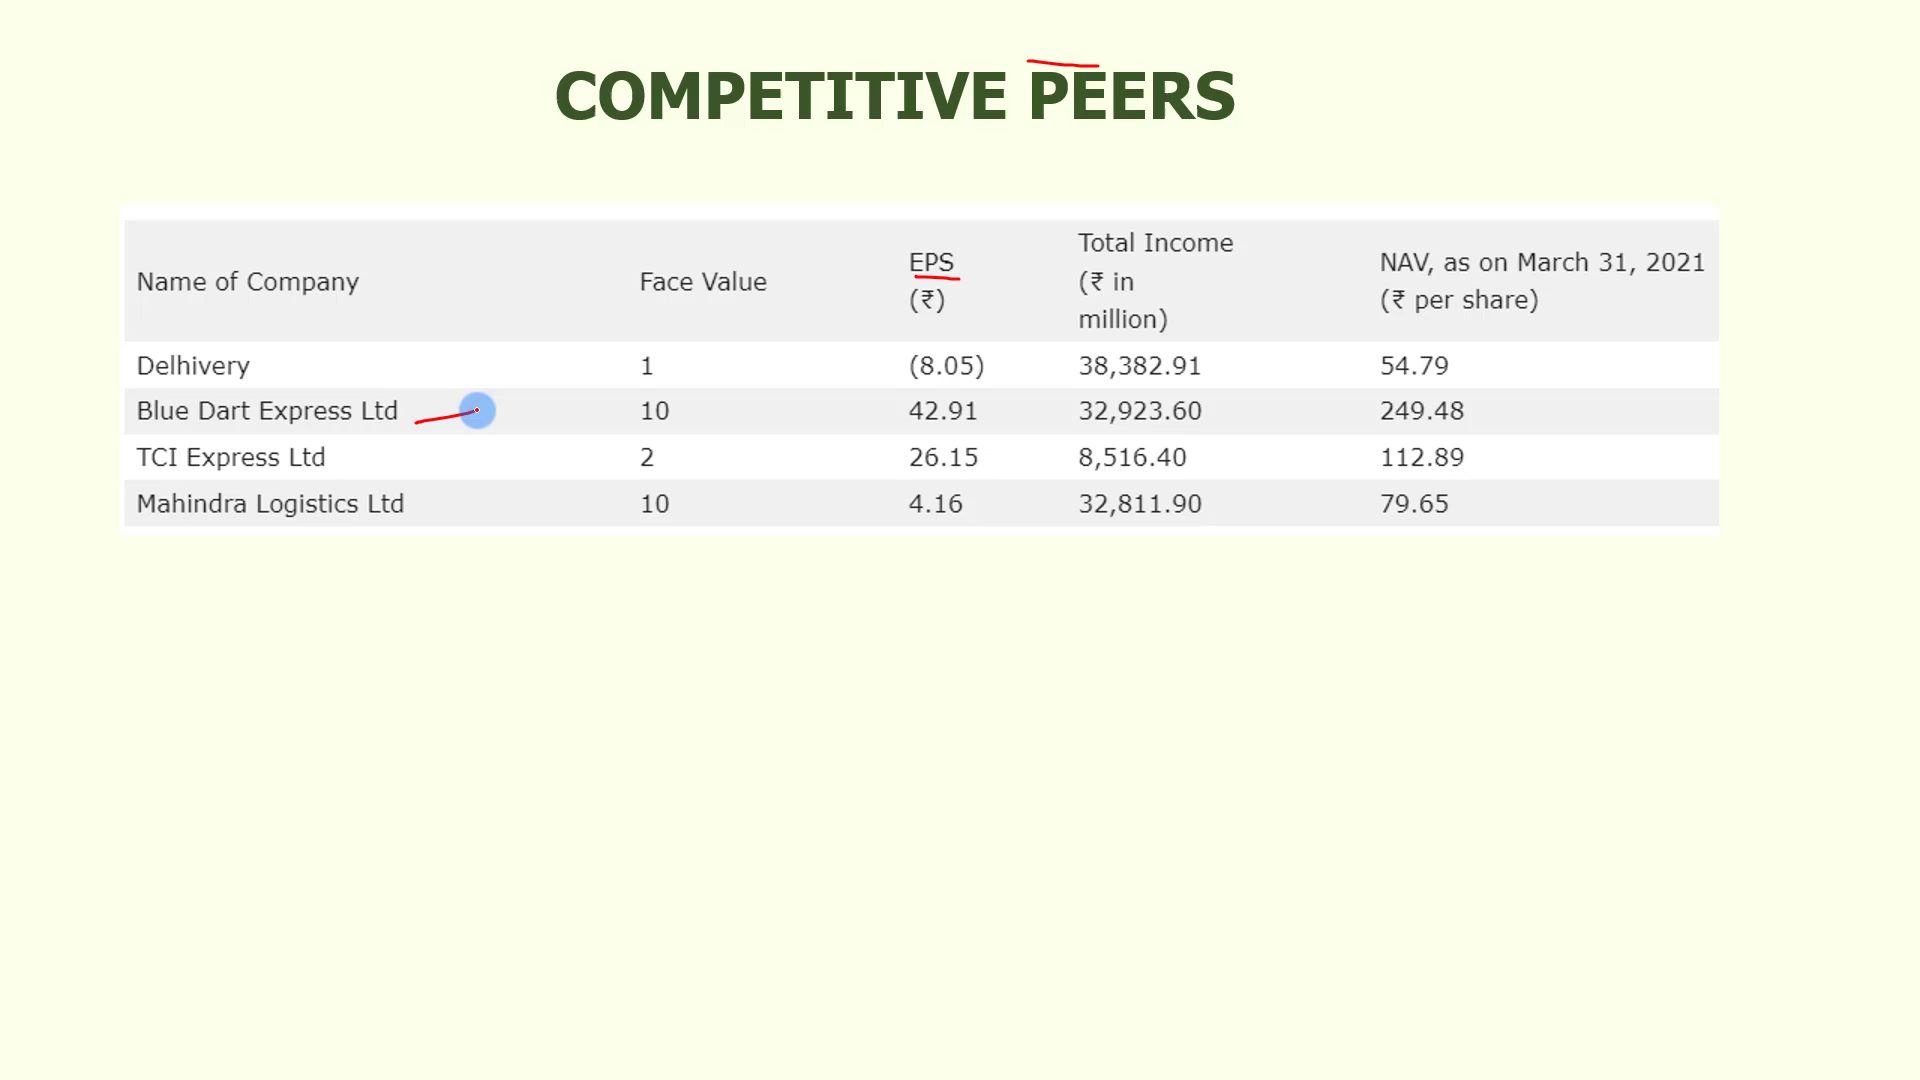 COMPETITIVE PEERS
Name of Company Face Value EPS (₹) Total Income (₹ in million) NAV, as on March 31, 2021 (₹ per share)
Delhivery 1 (8.05) 38,382.91 54.79
Blue Dart Express Ltd 10 42.91 32,923.60 249.48
TCI Express Ltd 2 26.15 8,516.40 112.89
Mahindra Logistics Ltd 10 4.16 32,811.90 79.65